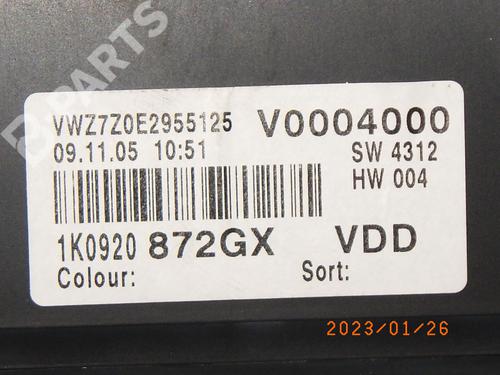 B PARTS
VWZ7Z0E2955125 V0004000
09.11.05 10:51 SW 4312
HW 004
1K0920 872GX VDD
Colour: Sort:
2023/01/26